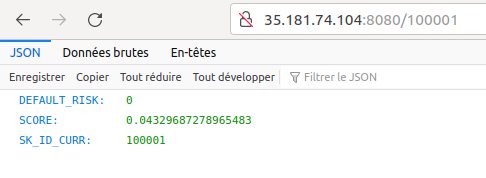 35.181.74.104:8080/100001
JSON Données brutes En-têtes
Enregistrer Copier Tout réduire Tout développer Filtrer le JSON
DEFAULT_RISK: 0
SCORE: 0.04329687278965483
SK_ID_CURR: 100001